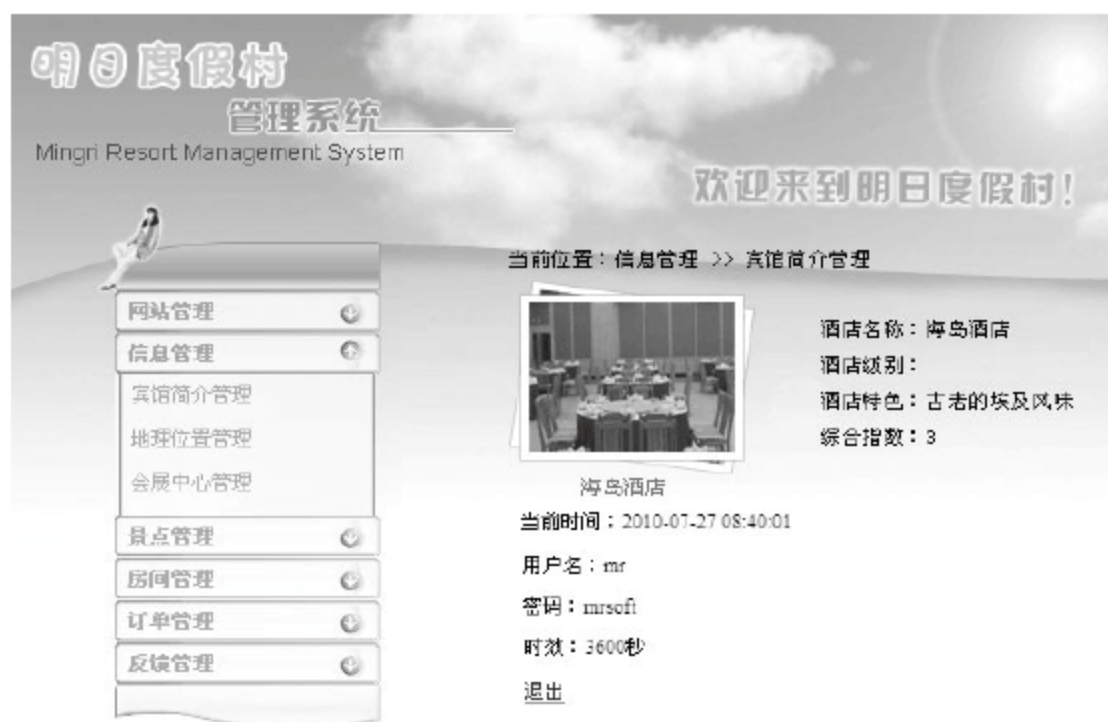 明日度假村
管理系统
Mingri Resort Management System
欢迎来到明日度假村!
网站管理
信息管理
宾馆简介管理
地理位置管理
会展中心管理
景点管理
房间管理
订单管理
反馈管理
当前位置：信息管理 >> 宾馆简介管理
酒店名称：海岛酒店
酒店级别：
酒店特色：古老的埃及风味
综合指数：3
海岛酒店
当前时间：2010-07-27 08:40:01
用户名：mr
密码：mrsoft
时效：3600秒
退出